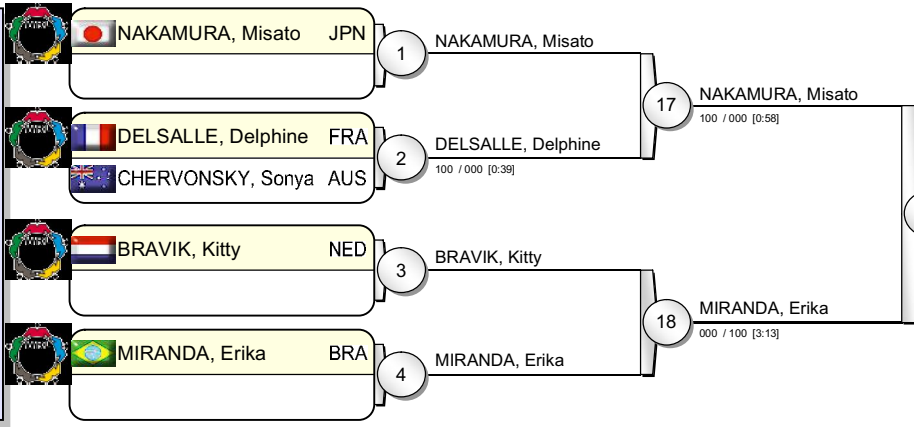 NAKAMURA, Misato JPN
1
NAKAMURA, Misato
17
NAKAMURA, Misato
100 / 000 [0:58]
DELSALLE, Delphine FRA
CHERVONSKY, Sonya AUS
2
DELSALLE, Delphine
100 / 000 [0:39]
BRAVIK, Kitty NED
3
BRAVIK, Kitty
18
MIRANDA, Erika
000 / 100 [3:13]
MIRANDA, Erika BRA
4
MIRANDA, Erika